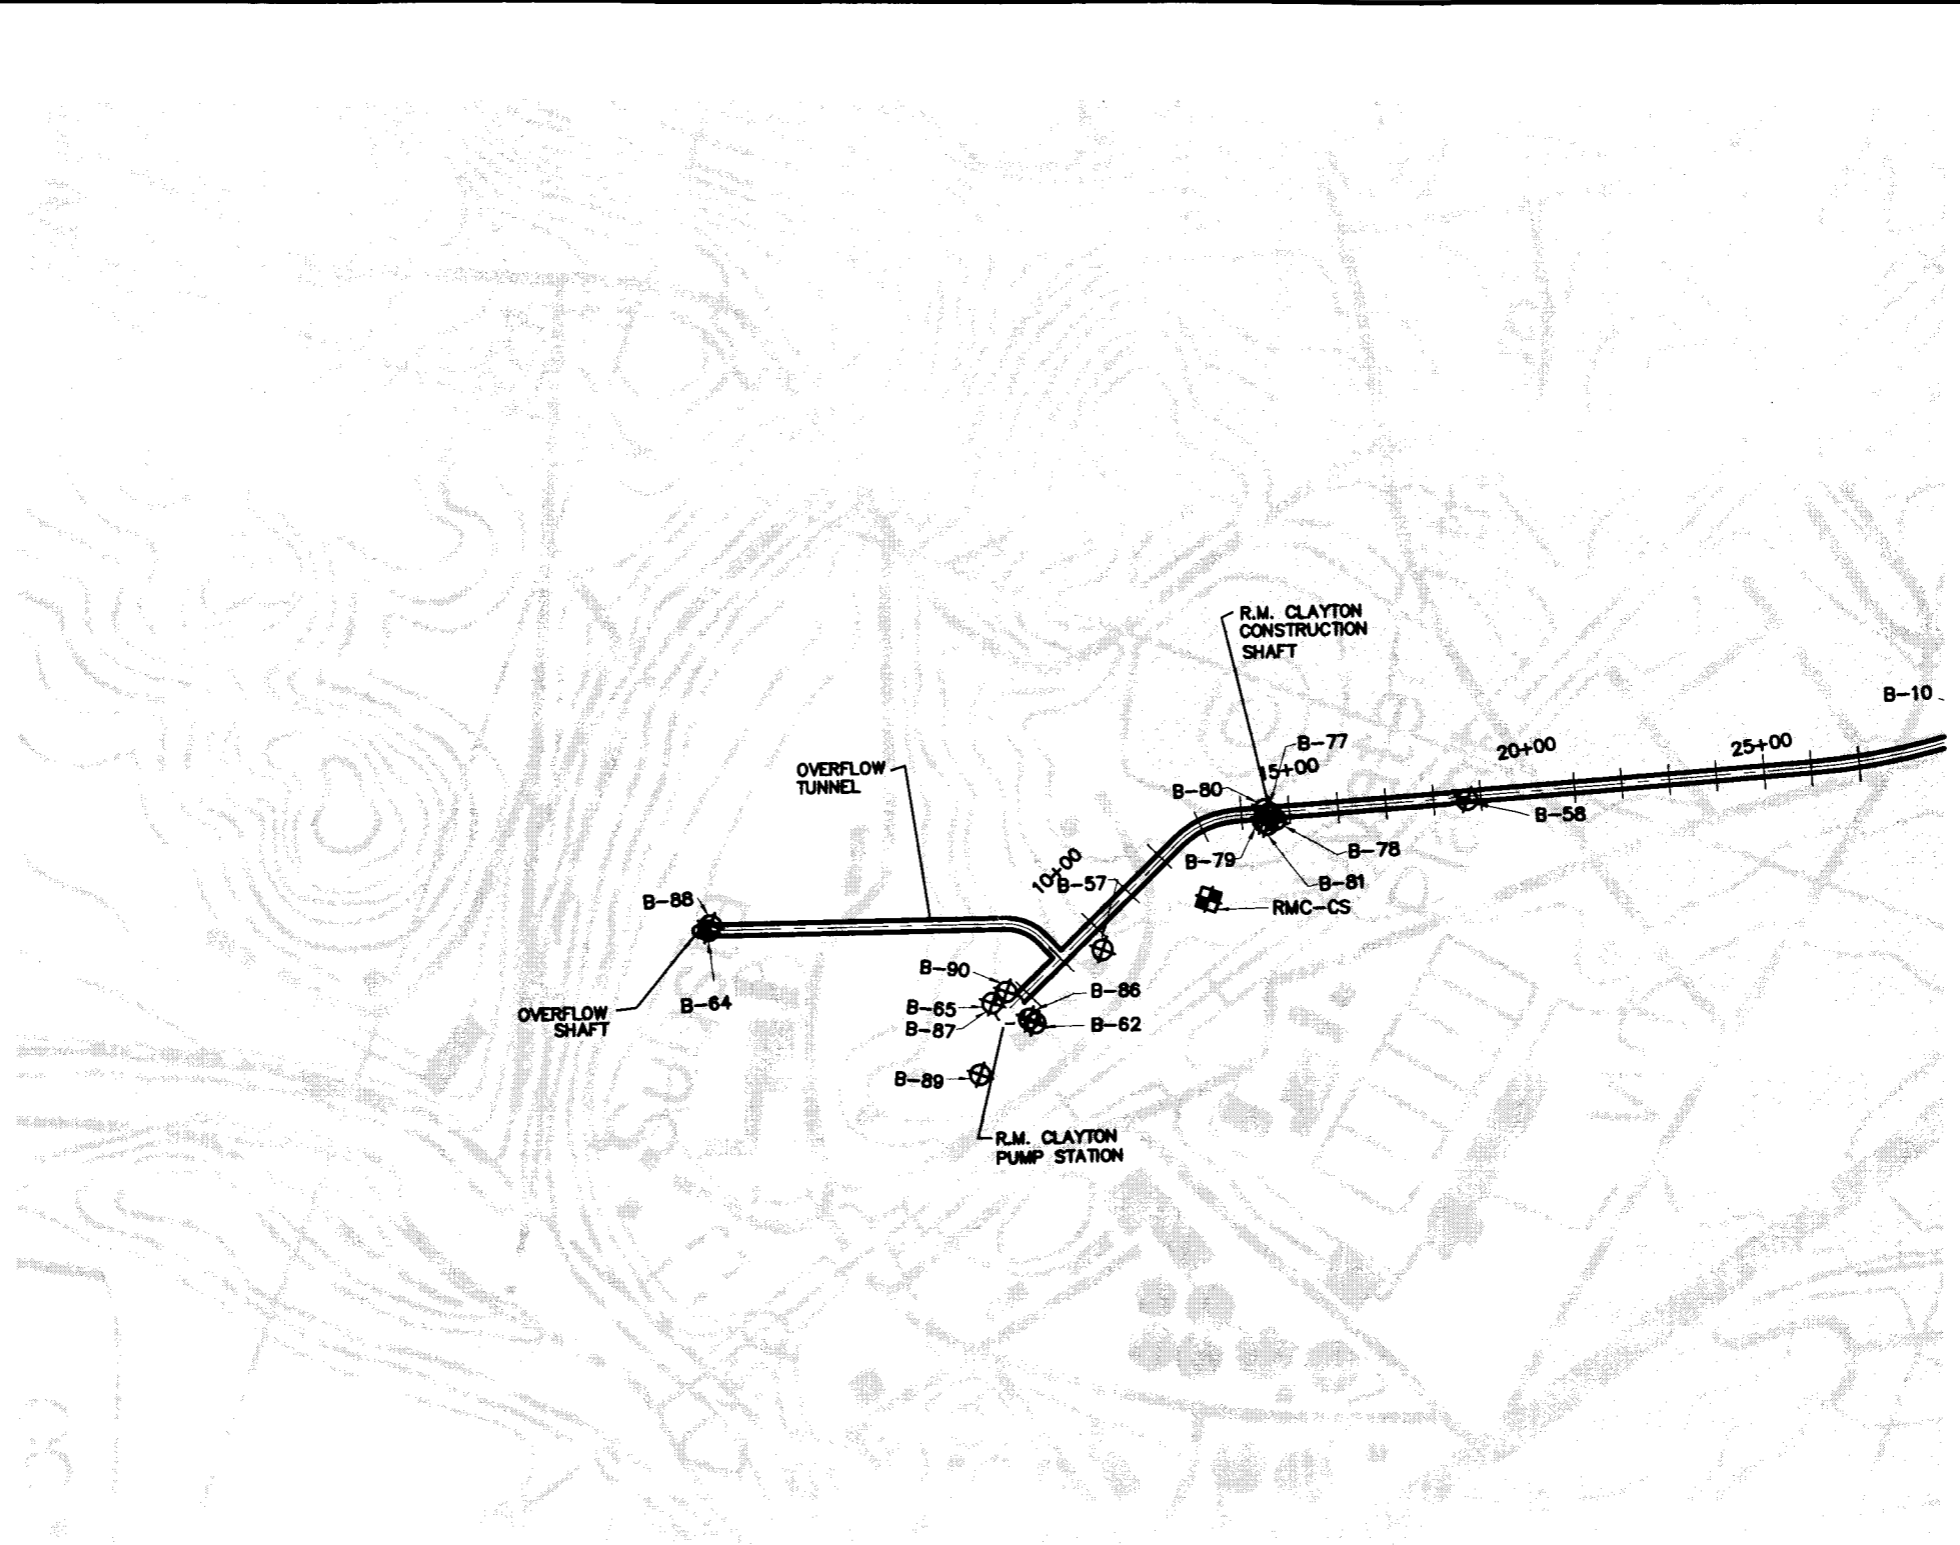 R.M. CLAYTON
CONSTRUCTION
SHAFT
B-10
B-77
20+00
25+00
15+00
OVERFLOW
TUNNEL
B-80
B-58
B-79
B-78
10+00
B-57
B-81
B-88
RMC-CS
B-90
B-86
B-64
B-65
OVERFLOW
SHAFT
B-87
B-62
B-89
R.M. CLAYTON
PUMP STATION